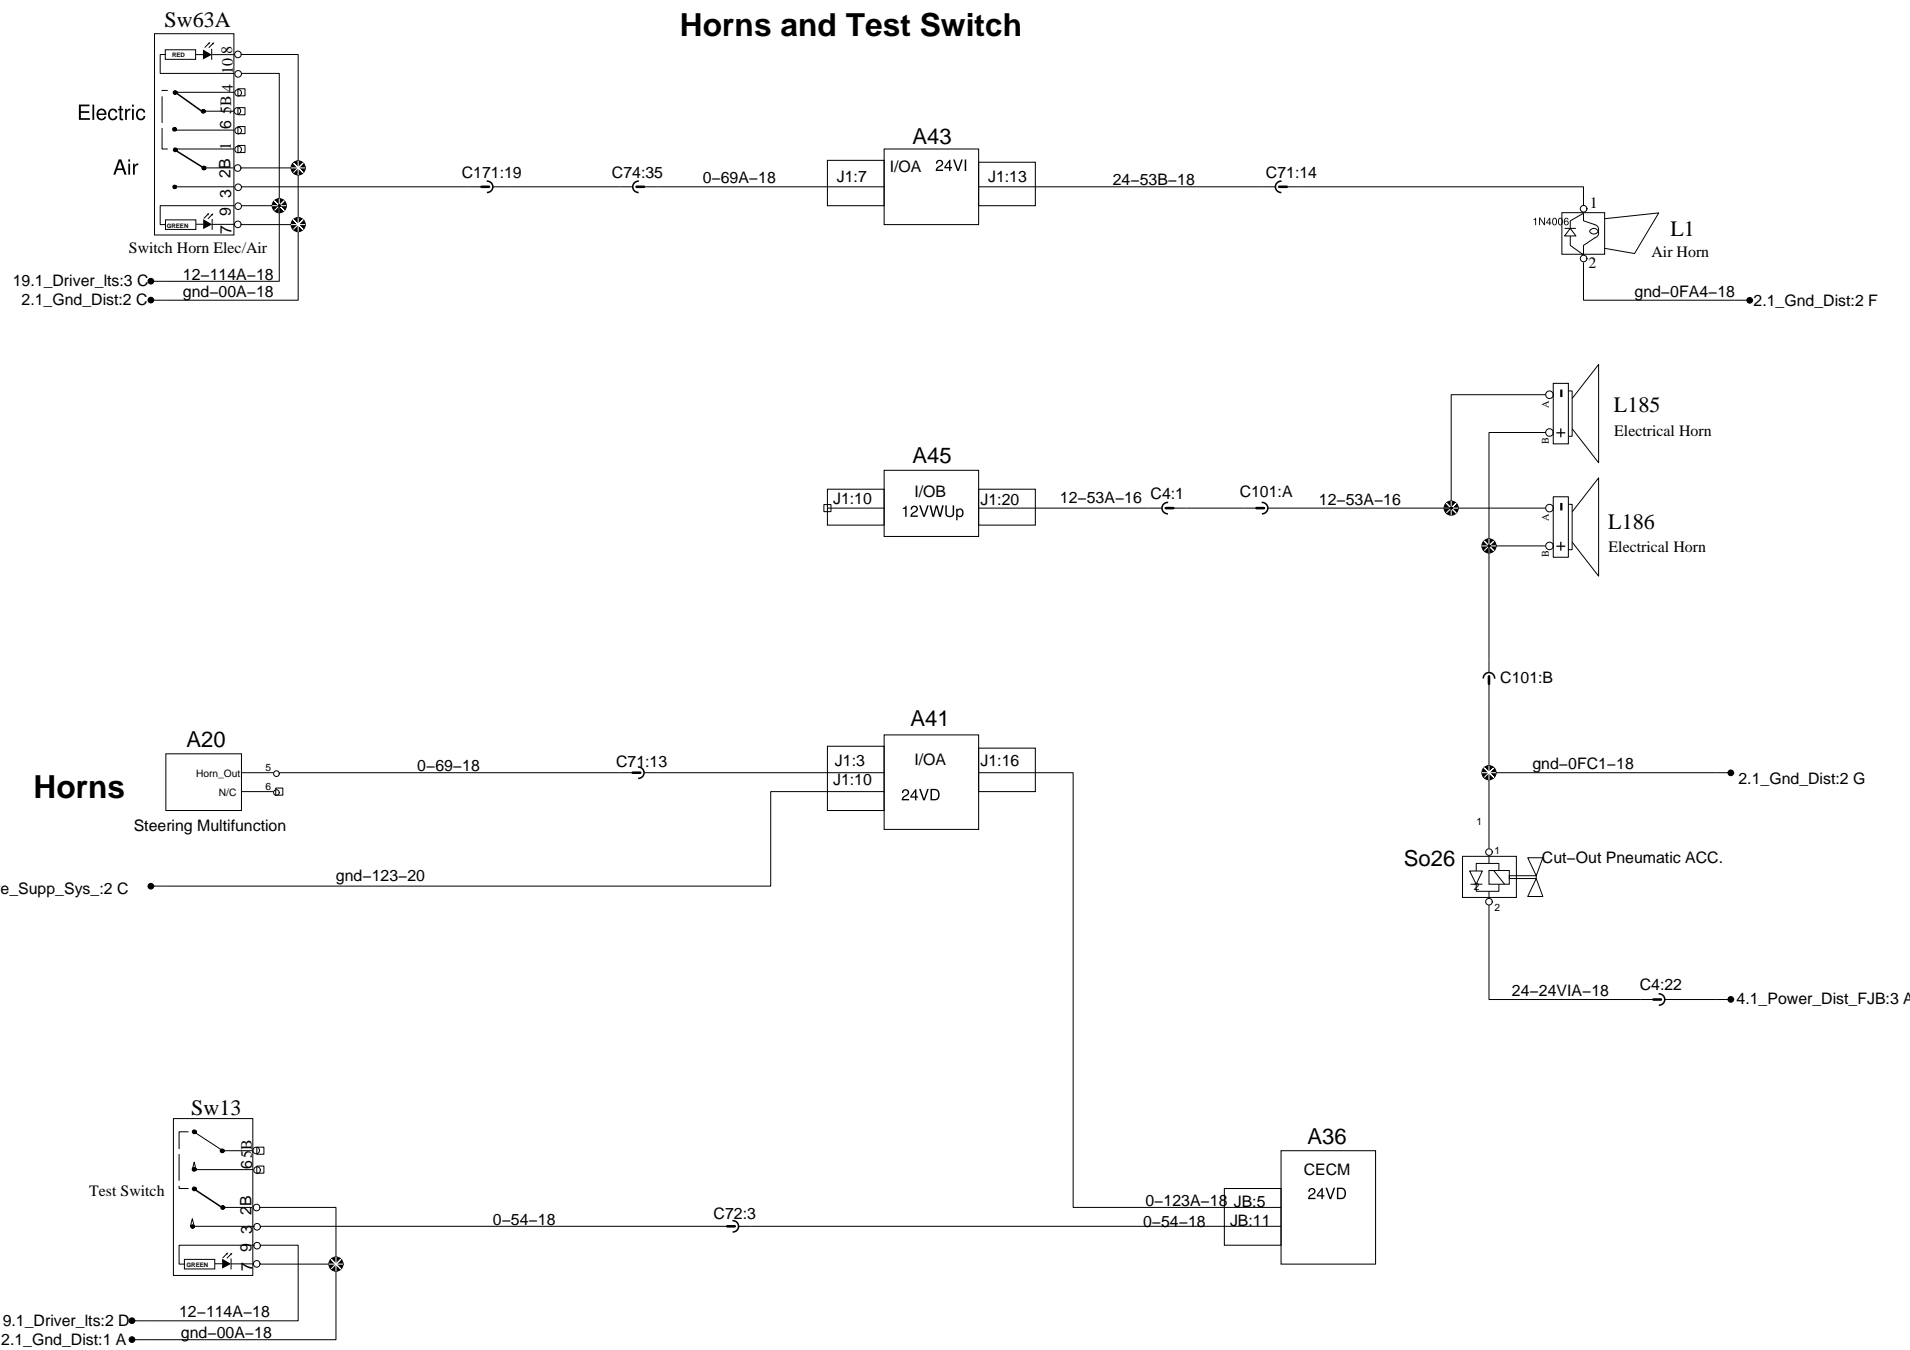 Horns and Test Switch
Sw63A
RED
8
10
4
5B
6
1
2B
3
9
7
GREEN
Electric
Air
Switch Horn Elec/Air
19.1_Driver_lts:3 C
12-114A-18
2.1_Gnd_Dist:2 C
gnd-00A-18
C171:19
C74:35
0-69A-18
A43
J1:7
I/OA
24VI
J1:13
24-53B-18
C71:14
1
1N4006
2
L1
Air Horn
gnd-0FA4-18
2.1_Gnd_Dist:2 F
A45
J1:10
I/OB
12VWUp
J1:20
12-53A-16
C4:1
C101:A
12-53A-16
A
-
B
+
L185
Electrical Horn
A
-
B
+
L186
Electrical Horn
C101:B
Horns
A20
Horn_Out
5
N/C
6
Steering Multifunction
0-69-18
C71:13
A41
J1:3
J1:10
I/OA
24VD
J1:16
e_Supp_Sys_:2 C
gnd-123-20
gnd-0FC1-18
2.1_Gnd_Dist:2 G
1
So26
1
2
2
Cut-Out Pneumatic ACC.
24-24VIA-18
C4:22
4.1_Power_Dist_FJB:3 A
Sw13
5B
6
2B
3
9
7
GREEN
Test Switch
0-54-18
C72:3
A36
CECM
24VD
0-123A-18
JB:5
0-54-18
JB:11
9.1_Driver_lts:2 D
12-114A-18
2.1_Gnd_Dist:1 A
gnd-00A-18